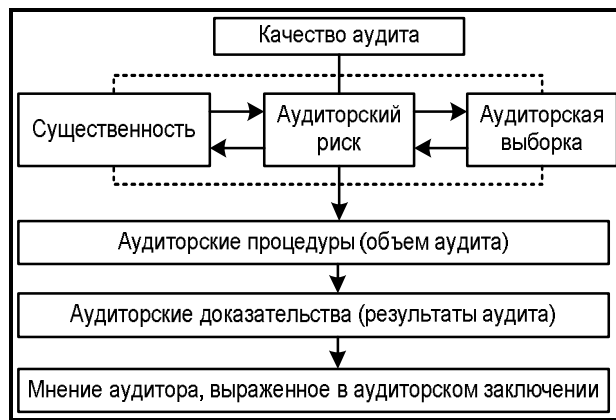 Качество аудита
Существенность
Аудиторский
риск
Аудиторская
выборка
Аудиторские процедуры (объем аудита)
Аудиторские доказательства (результаты аудита)
Мнение аудитора, выраженное в аудиторском заключении